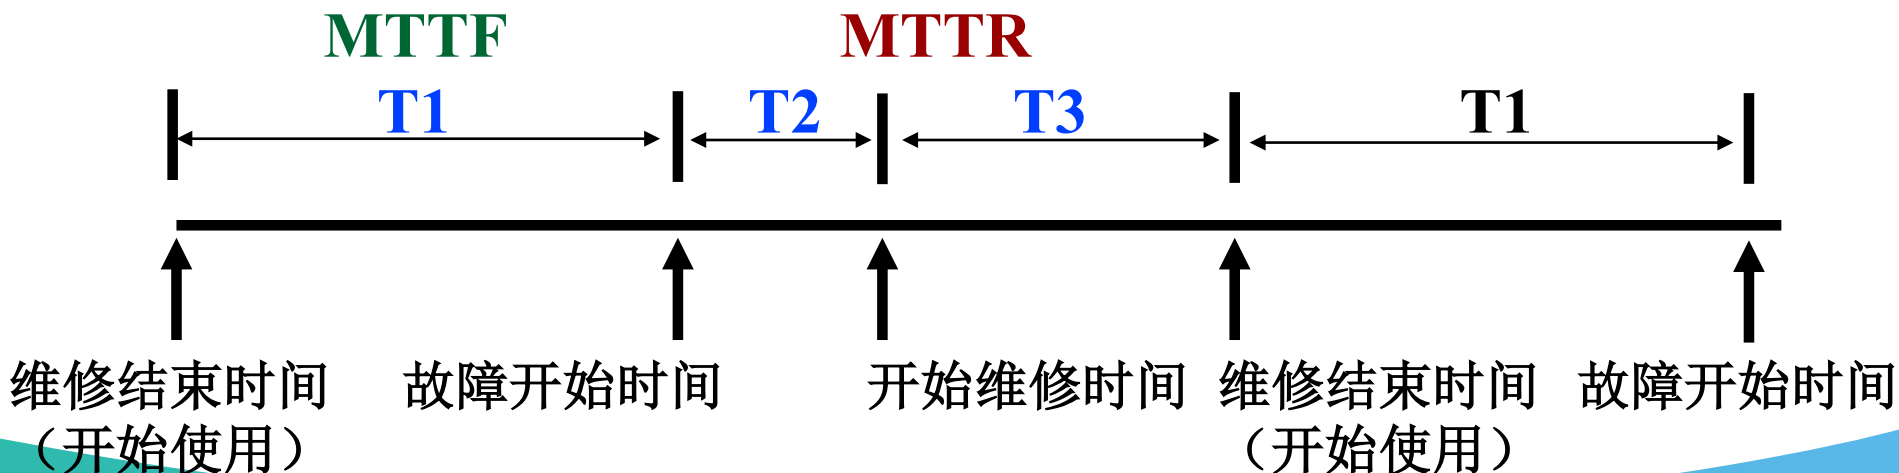 MTTF MTTR
T1 T2 T3 T1
维修结束时间 故障开始时间 开始维修时间 维修结束时间 故障开始时间
（开始使用） （开始使用）